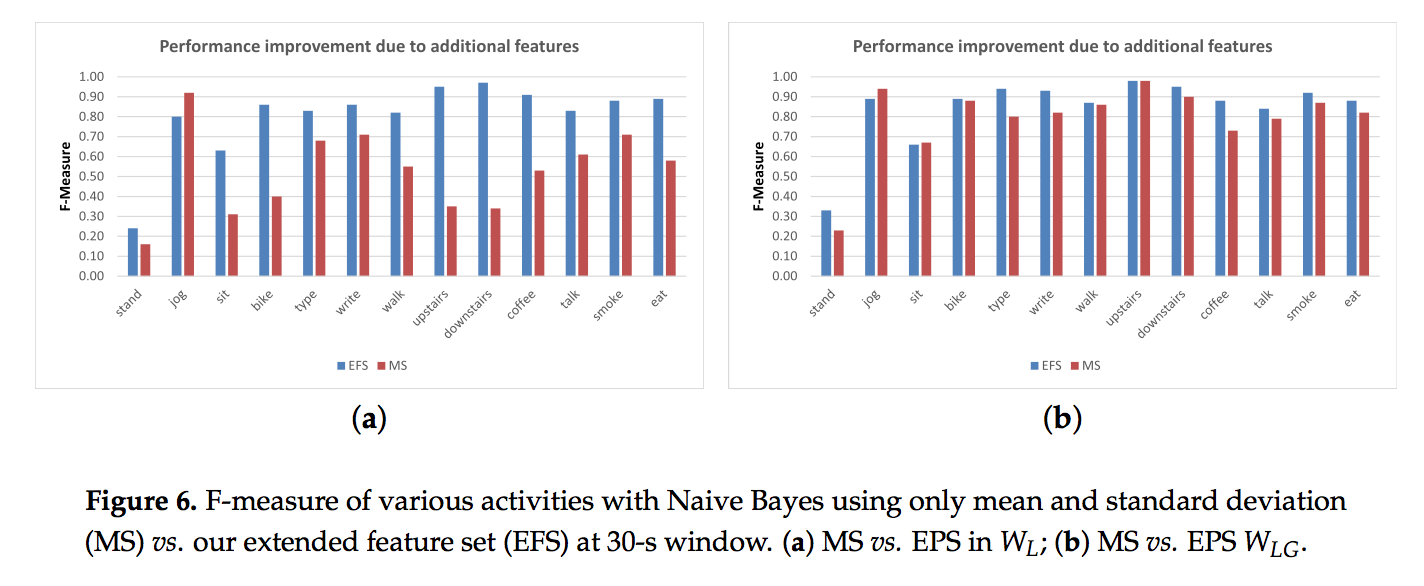 Performance improvement due to additional features
1.00
0.90
0.80
0.70
0.60
0.50
0.40
0.30
0.20
0.10
0.00
F-Measure
stand
jog
sit
bike
type
write
walk
upstairs
downstairs
coffee
talk
smoke
eat
EFS MS
(a)
Performance improvement due to additional features
1.00
0.90
0.80
0.70
0.60
0.50
0.40
0.30
0.20
0.10
0.00
F-Measure
stand
jog
sit
bike
type
write
walk
upstairs
downstairs
coffee
talk
smoke
eat
EFS MS
(b)
Figure 6. F-measure of various activities with Naive Bayes using only mean and standard deviation
(MS) vs. our extended feature set (EFS) at 30-s window. (a) MS vs. EPS in WL; (b) MS vs. EPS WLG.